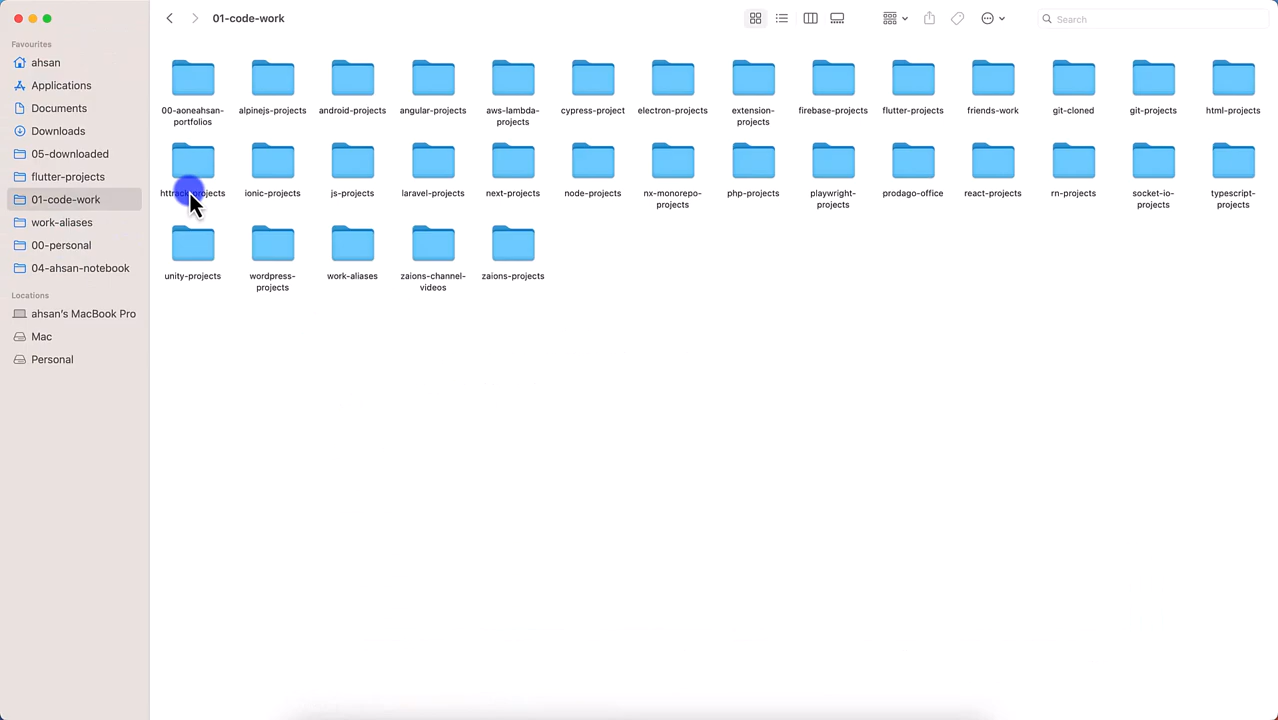 01-code-work
Search
Favourites
ahsan
Applications
Documents
Downloads
05-downloaded
flutter-projects
01-code-work
work-aliases
00-personal
04-ahsan-notebook
Locations
ahsan's MacBook Pro
Mac
Personal
00-aoneahsan-
portfolios
alpinejs-projects
android-projects
angular-projects
aws-lambda-
projects
cypress-project
electron-projects
extension-
projects
firebase-projects
flutter-projects
friends-work
git-cloned
git-projects
html-projects
httrack-projects
ionic-projects
js-projects
laravel-projects
next-projects
node-projects
nx-monorepo-
projects
php-projects
playwright-
projects
prodago-office
react-projects
rn-projects
socket-io-
projects
typescript-
projects
unity-projects
wordpress-
projects
work-aliases
zaions-channel-
videos
zaions-projects